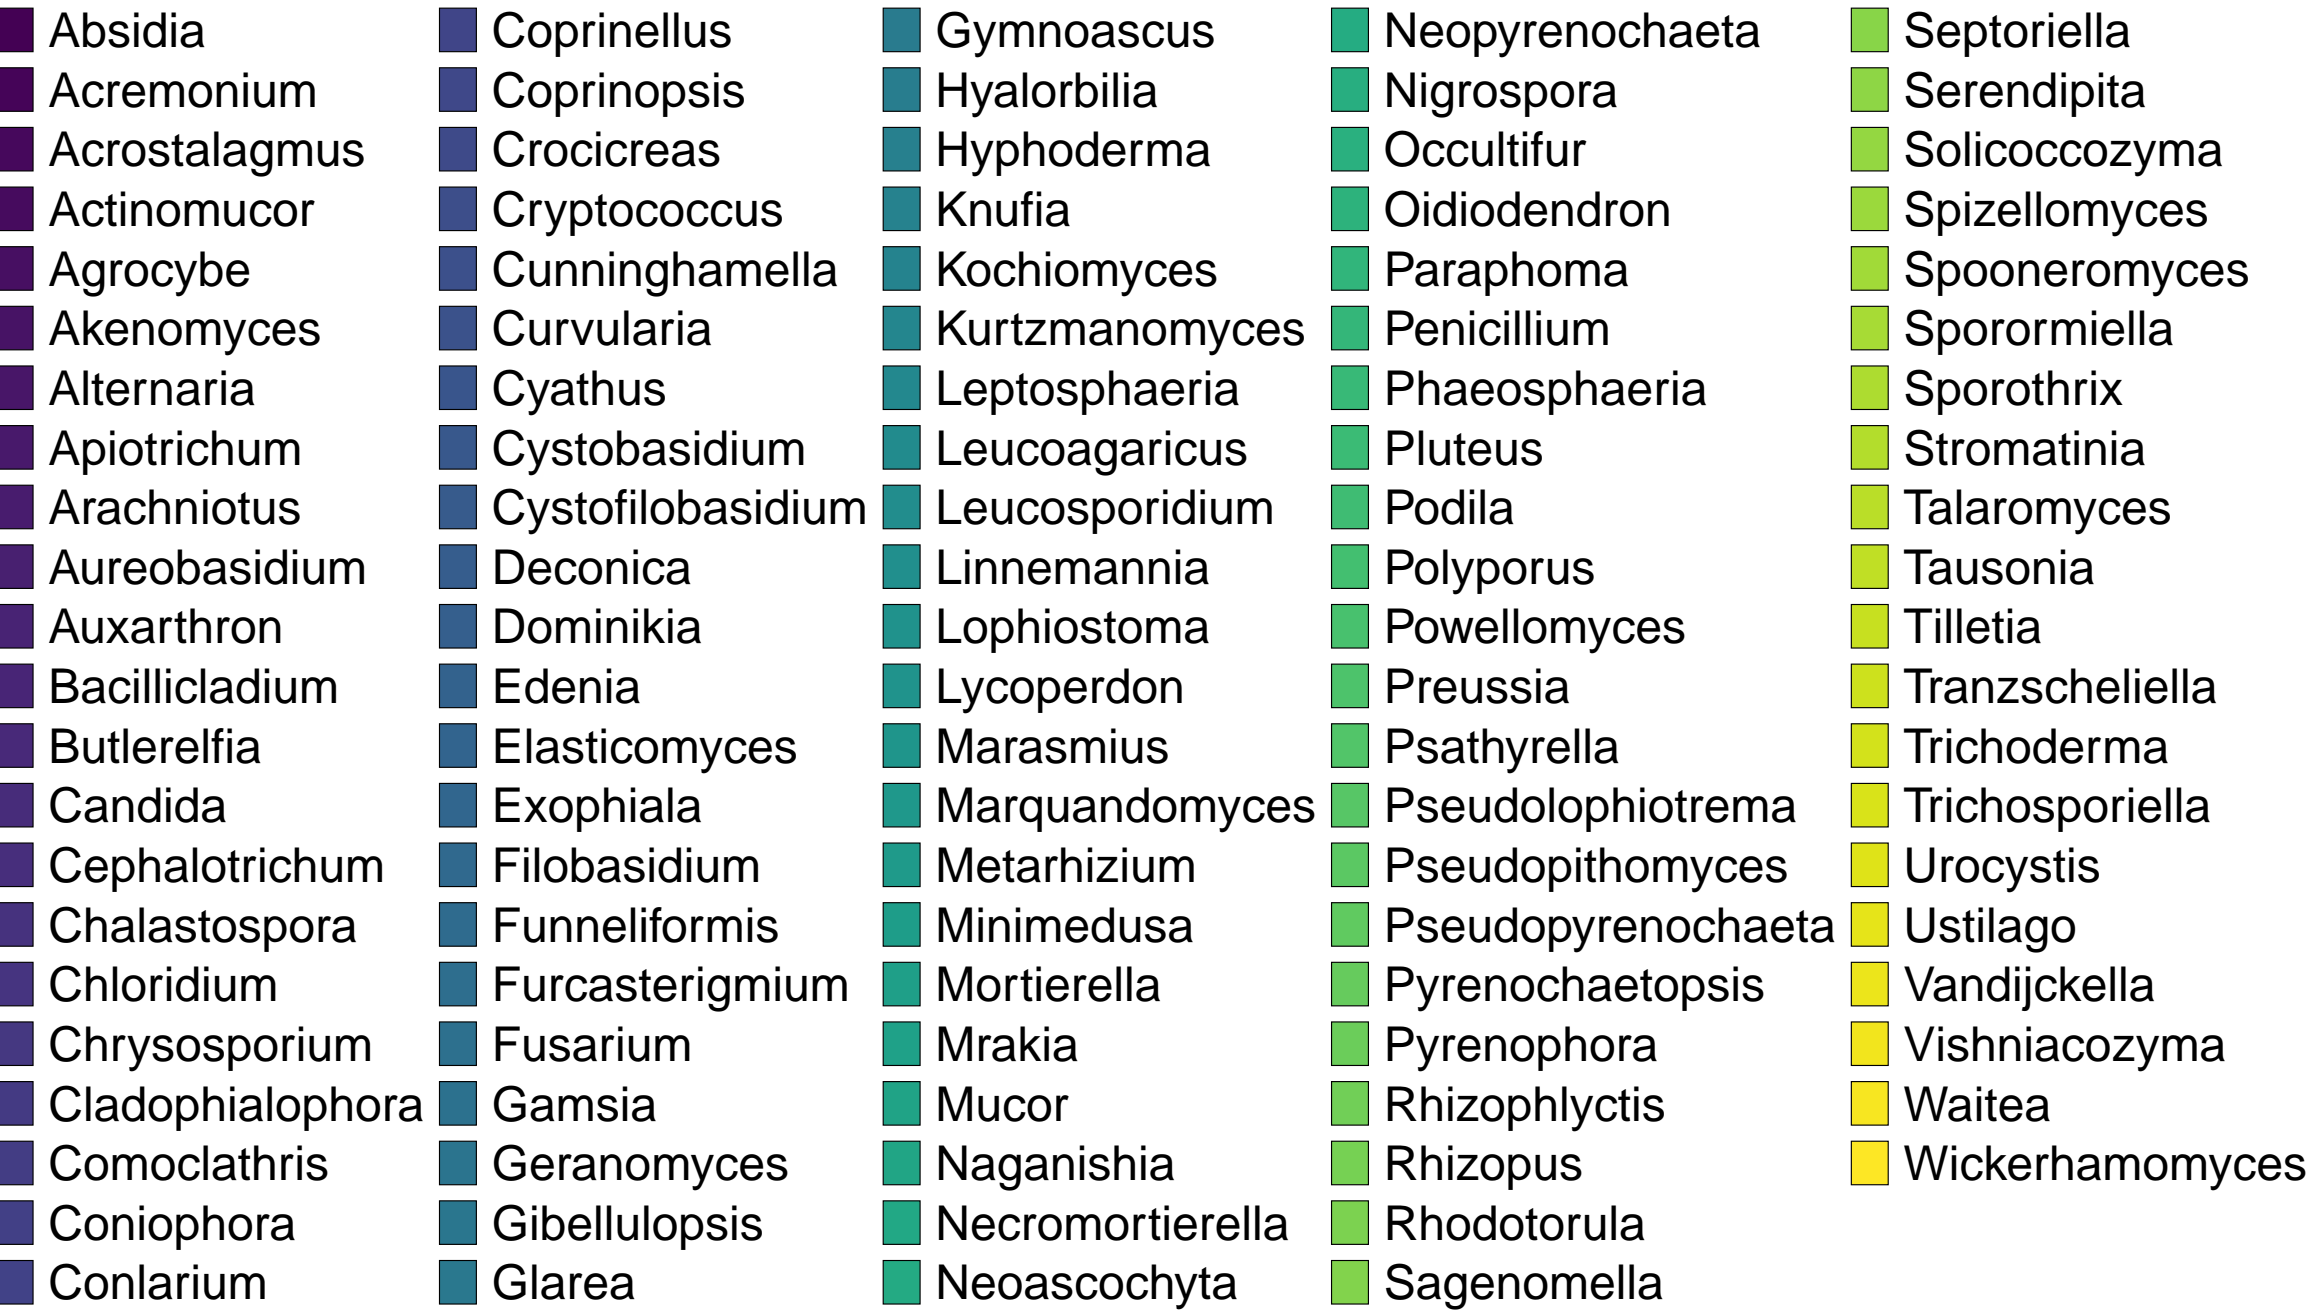 Absidia
Acremonium
Acrostalagmus
Actinomucor
Agrocybe
Akenomyces
Alternaria
Apiotrichum
Arachniotus
Aureobasidium
Auxarthron
Bacillicladium
Butlerelfia
Candida
Cephalotrichum
Chalastospora
Chloridium
Chrysosporium
Cladophialophora
Comoclathris
Coniophora
Conlarium
Coprinellus
Coprinopsis
Crocicreas
Cryptococcus
Cunninghamella
Curvularia
Cyathus
Cystobasidium
Cystofilobasidium
Deconica
Dominikia
Edenia
Elasticomyces
Exophiala
Filobasidium
Funneliformis
Furcasterigmium
Fusarium
Gamsia
Geranomyces
Gibellulopsis
Glarea
Gymnoascus
Hyalorbilia
Hyphoderma
Knufia
Kochiomyces
Kurtzmanomyces
Leptosphaeria
Leucoagaricus
Leucosporidium
Linnemannia
Lophiostoma
Lycoperdon
Marasmius
Marquandomyces
Metarhizium
Minimedusa
Mortierella
Mrakia
Mucor
Naganishia
Necromortierella
Neoascochyta
Neopyrenochaeta
Nigrospora
Occultifur
Oidiodendron
Paraphoma
Penicillium
Phaeosphaeria
Pluteus
Podila
Polyporus
Powellomyces
Preussia
Psathyrella
Pseudolophiotrema
Pseudopithomyces
Pseudopyrenochaeta
Pyrenochaetopsis
Pyrenophora
Rhizophlyctis
Rhizopus
Rhodotorula
Sagenomella
Septoriella
Serendipita
Solicoccozyma
Spizellomyces
Spooneromyces
Sporormiella
Sporothrix
Stromatinia
Talaromyces
Tausonia
Tilletia
Tranzscheliella
Trichoderma
Trichosporiella
Urocystis
Ustilago
Vandijckella
Vishniacozyma
Waitea
Wickerhamomyces